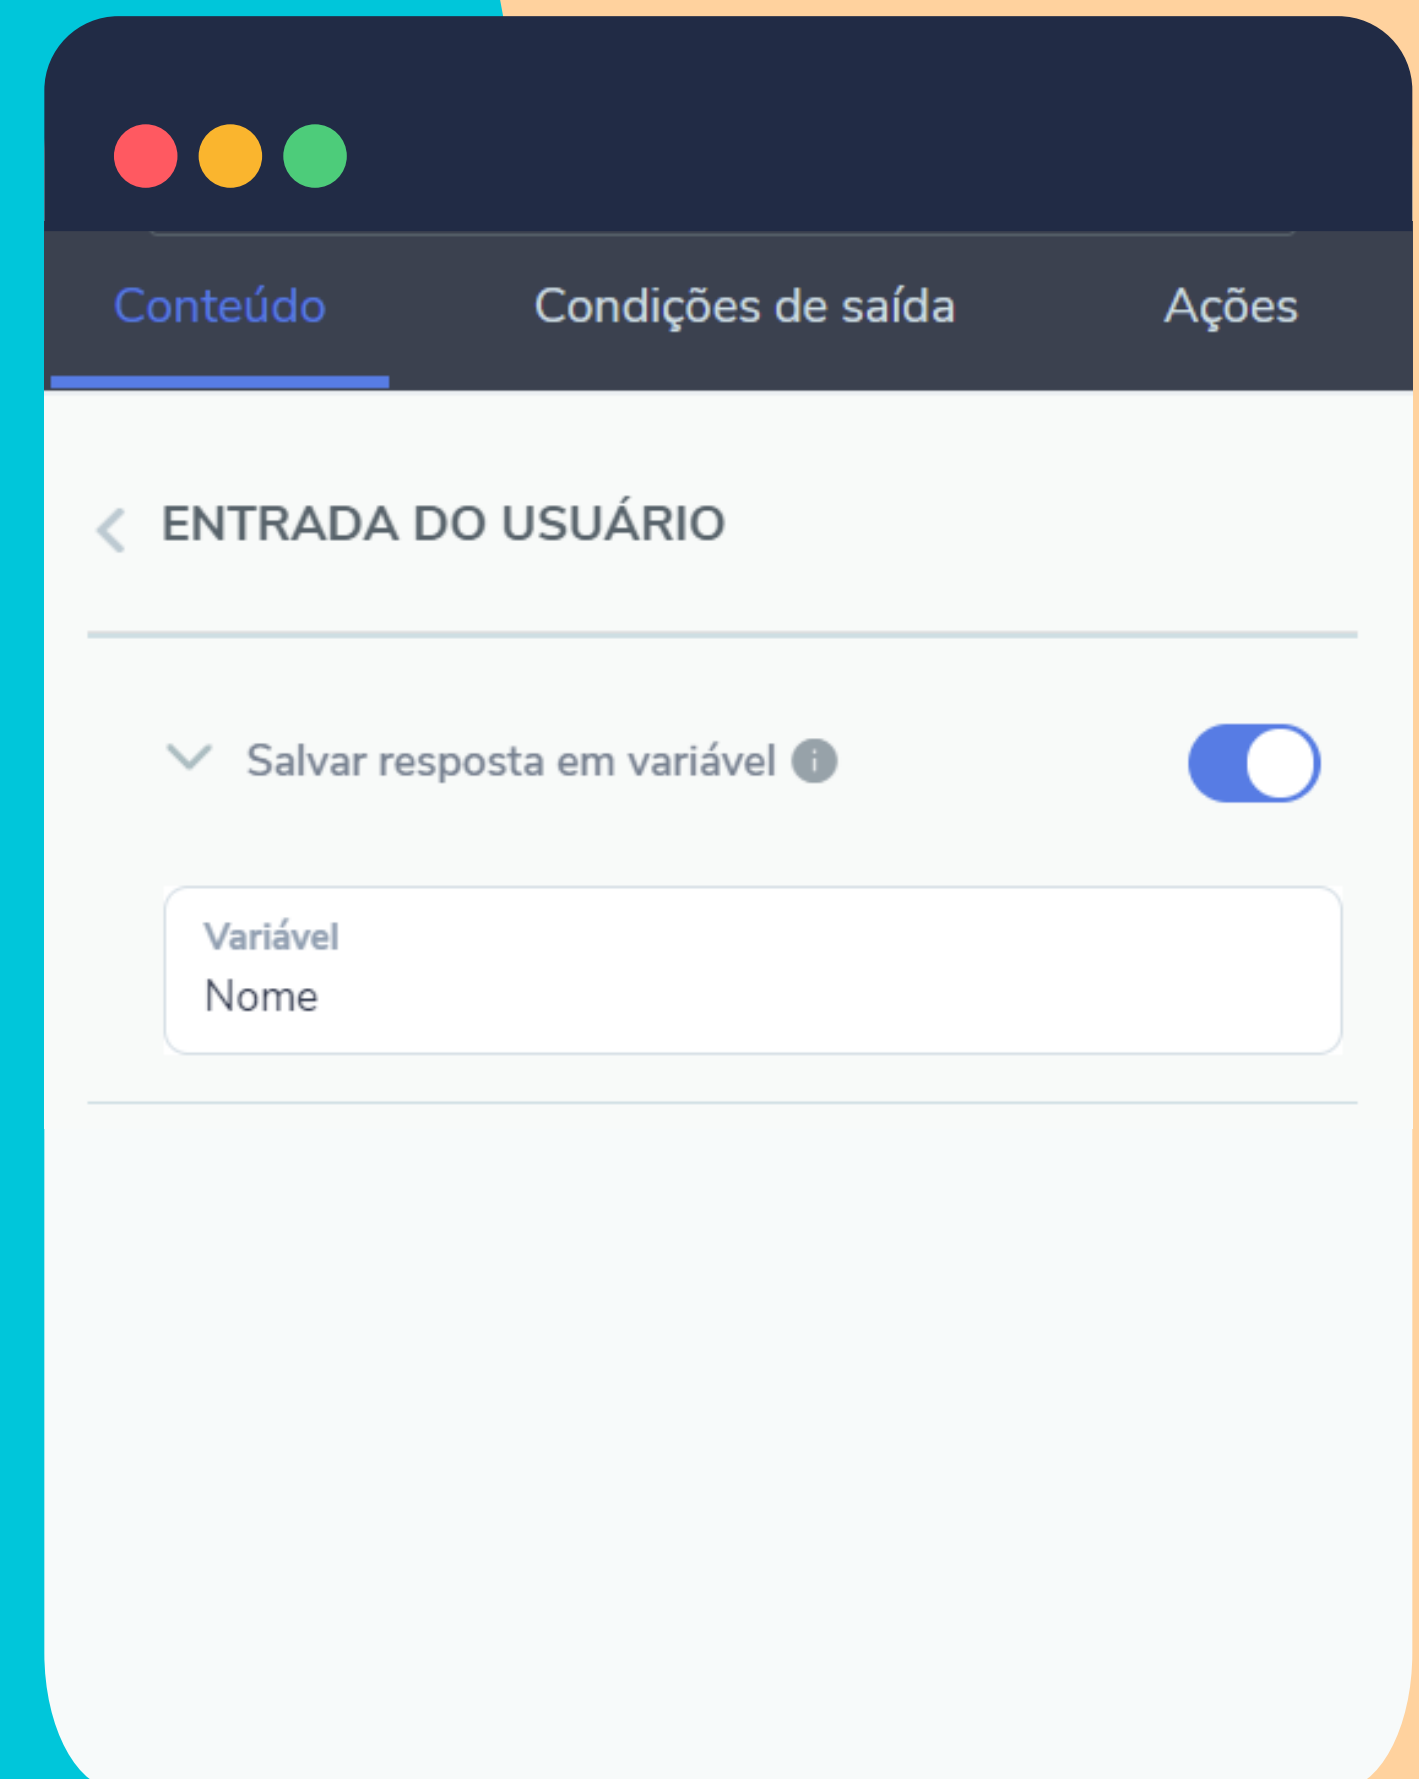 Conteúdo Condições de saída Ações
ENTRADA DO USUÁRIO
Salvar resposta em variável
Variável
Nome